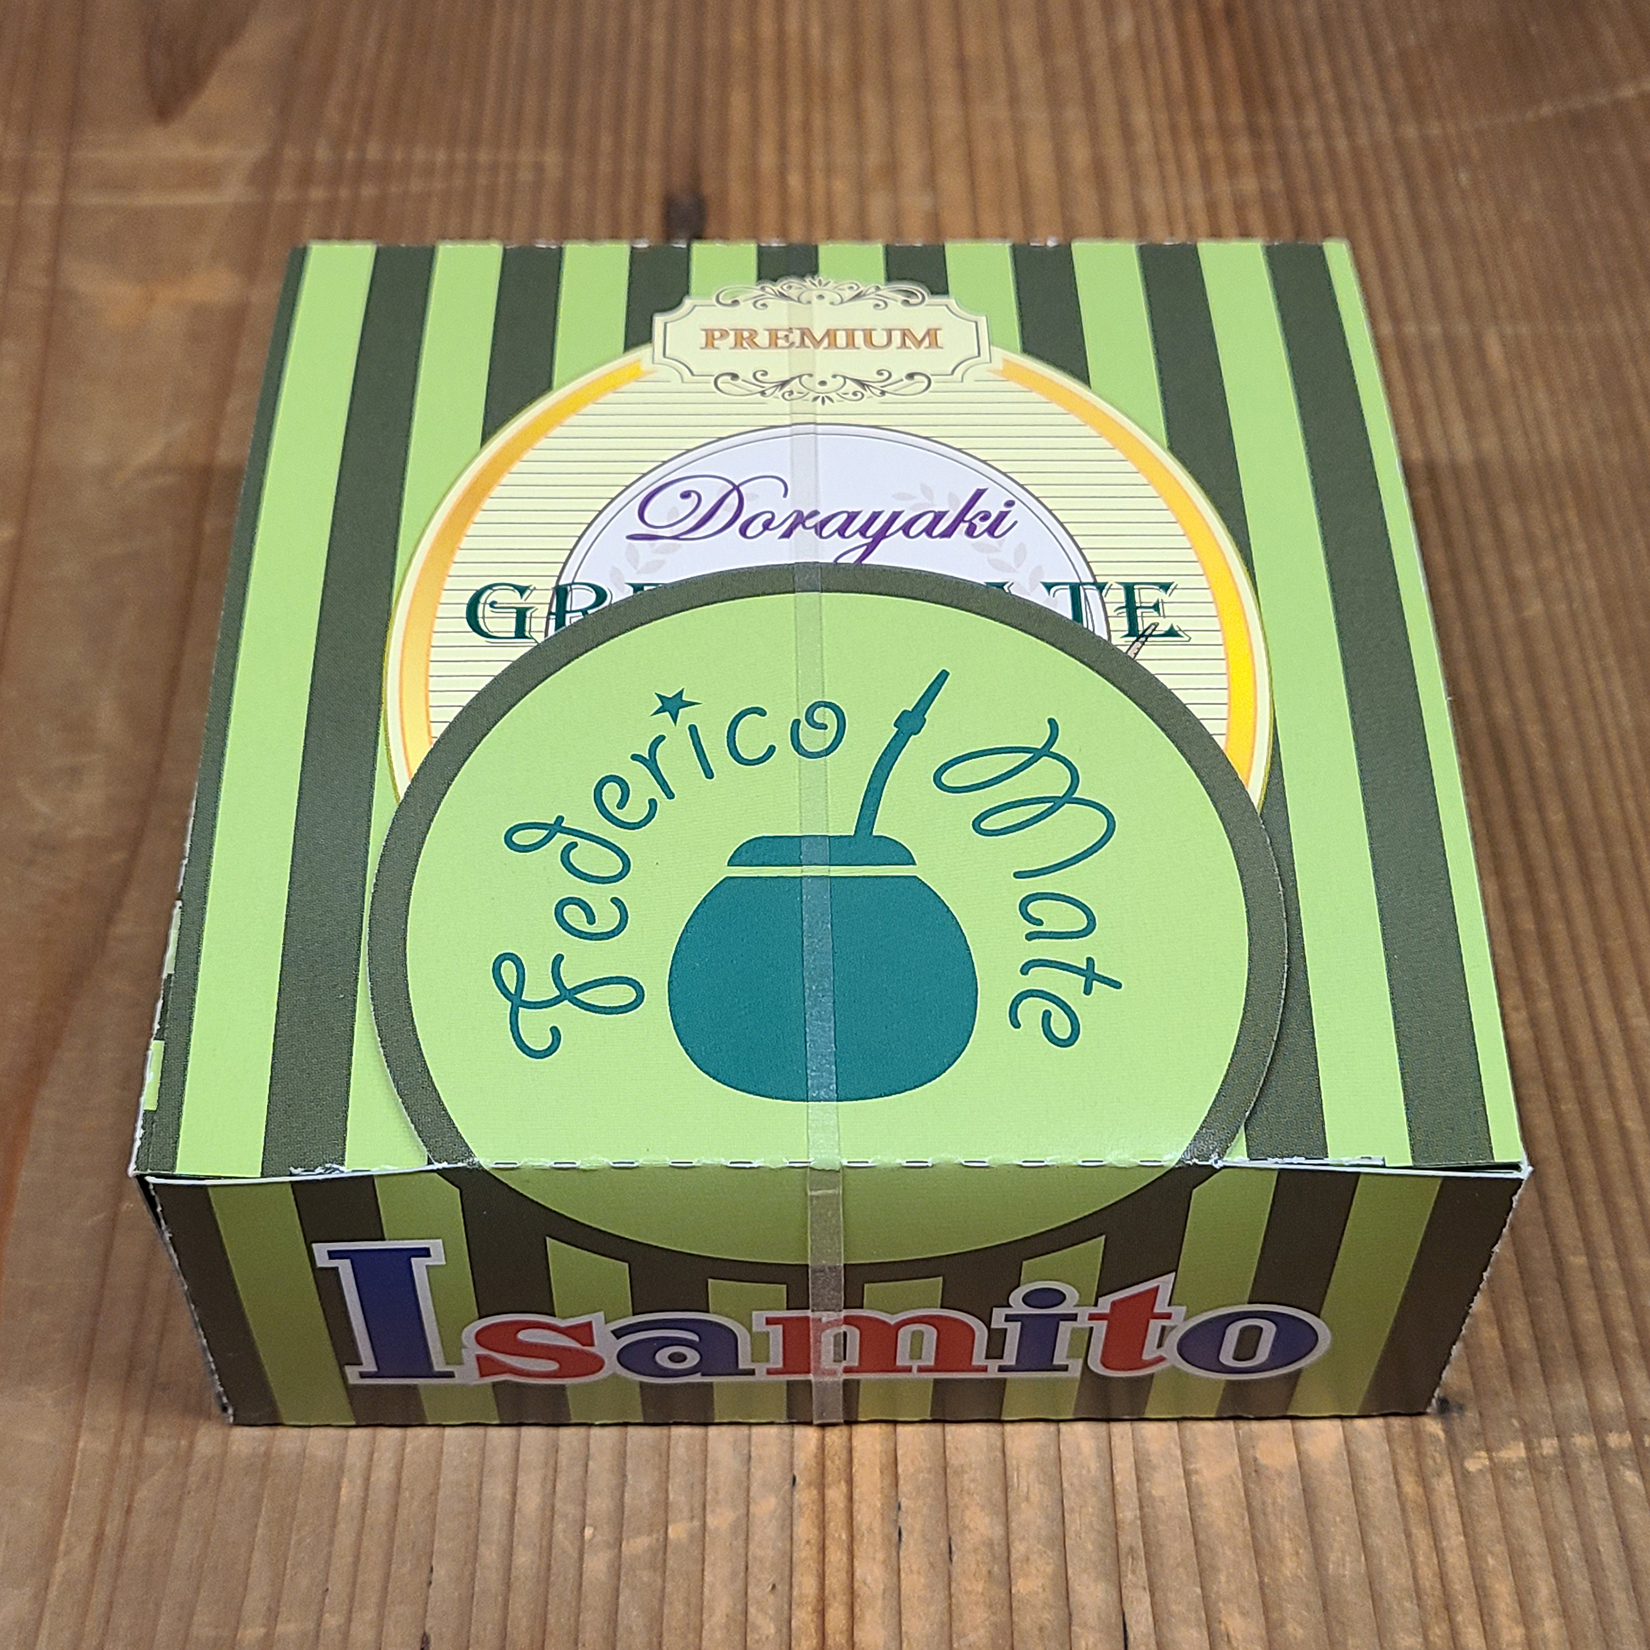 PREMIUM
Dorayaki
Federico Mate
Isamito